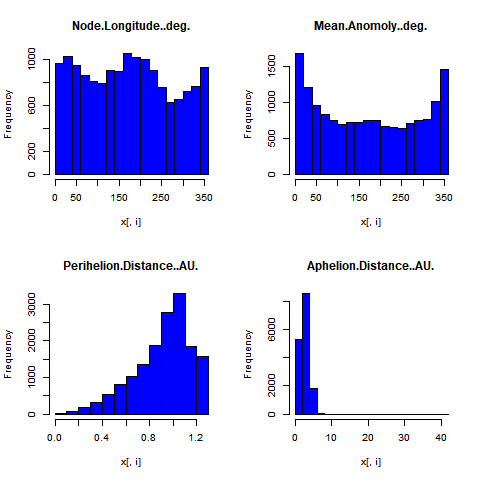 Node.Longitude..deg.
Frequency
0 200 600 1000
0 50 150 250 350
x[, i]
Mean.Anomoly..deg.
Frequency
0 500 1000 1500
0 50 150 250 350
x[, i]
Perihelion.Distance..AU.
Frequency
0 1000 2000 3000
0.0 0.4 0.8 1.2
x[, i]
Aphelion.Distance..AU.
Frequency
0 2000 6000
0 10 20 30 40
x[, i]